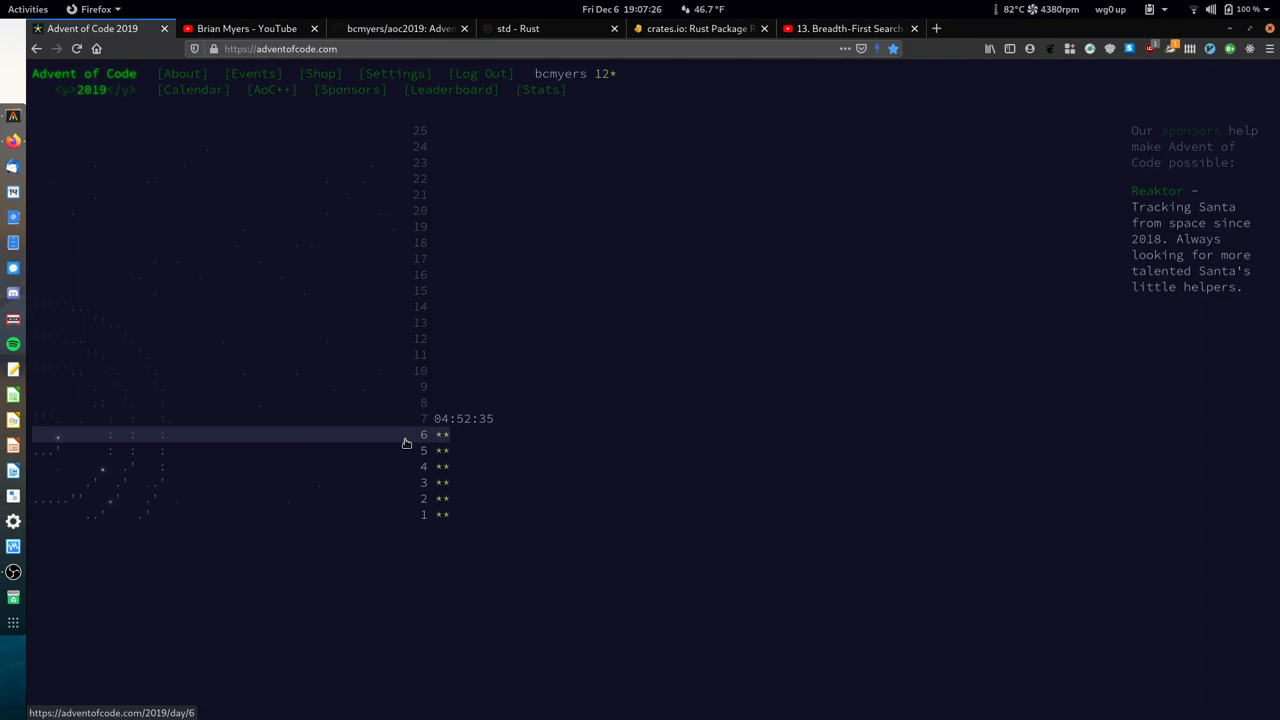 Activities Firefox Fri Dec 6 19:07:26 46.7 °F 82°C 4380rpm wg0 up 100 %
Advent of Code 2019 Brian Myers - YouTube bcmyers/aoc2019: Adven std - Rust crates.io: Rust Package R 13. Breadth-First Search
https://adventofcode.com
Advent of Code [About] [Events] [Shop] [Settings] [Log Out] bcmyers 12*
<y>2019</y> [Calendar] [AoC++] [Sponsors] [Leaderboard] [Stats]
25
24
23
22
21
20
19
18
17
16
15
14
13
12
11
10
9
8
7 04:52:35
6 **
5 **
4 **
3 **
2 **
1 **
Our sponsors help
make Advent of
Code possible:
Reaktor -
Tracking Santa
from space since
2018. Always
looking for more
talented Santa's
little helpers.
https://adventofcode.com/2019/day/6